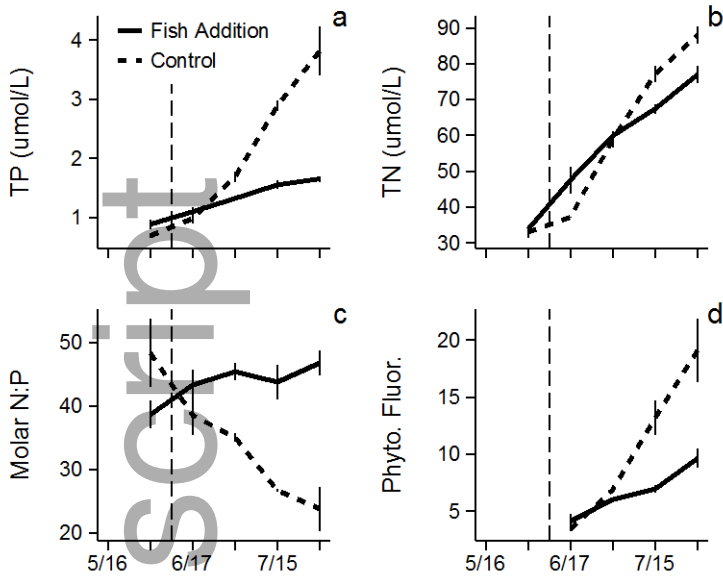 a
Fish Addition
Control
TP (umol/L)
4
3
2
1
b
TN (umol/L)
90
80
70
60
50
40
30
c
Molar N:P
50
40
30
20
5/16
6/17
7/15
d
Phyto. Fluor.
20
15
10
5
5/16
6/17
7/15
script